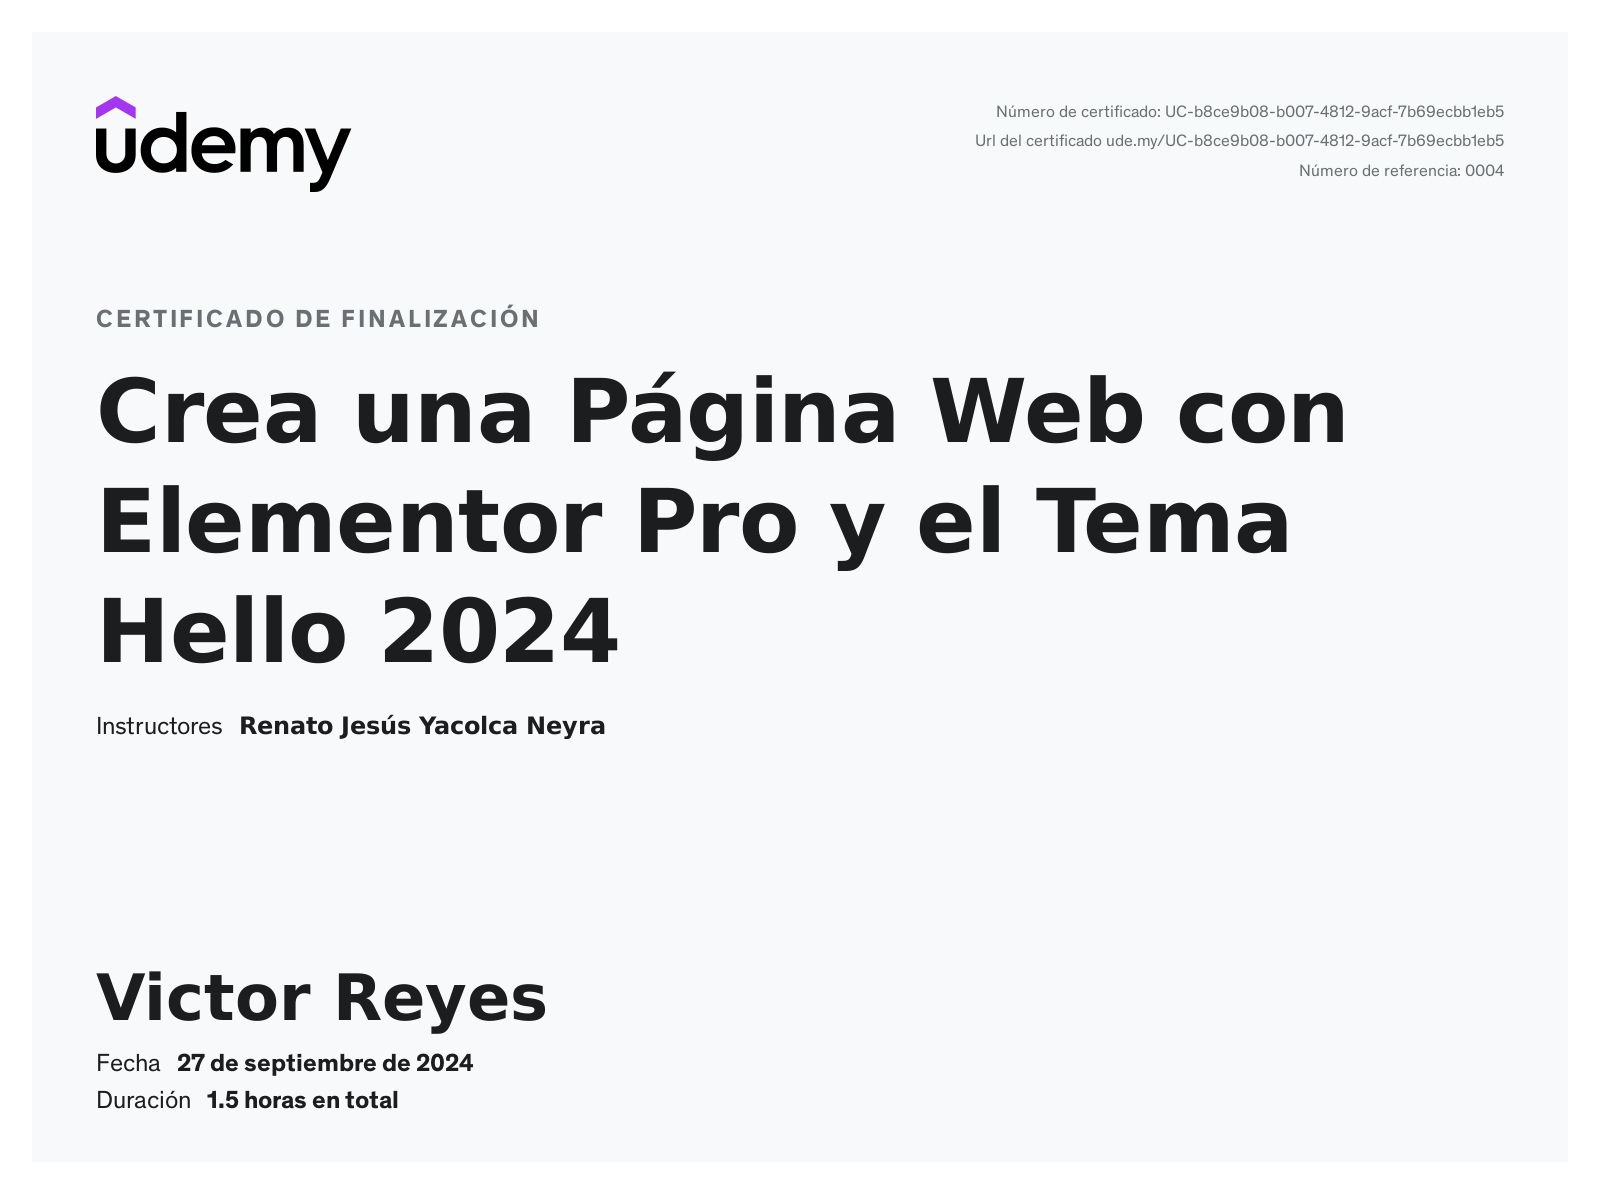 udemy
Número de certificado: UC-b8ce9b08-b007-4812-9acf-7b69ecbb1eb5
Url del certificado ude.my/UC-b8ce9b08-b007-4812-9acf-7b69ecbb1eb5
Número de referencia: 0004
CERTIFICADO DE FINALIZACIÓN
Crea una Página Web con
Elementor Pro y el Tema
Hello 2024
Instructores Renato Jesús Yacolca Neyra
Victor Reyes
Fecha 27 de septiembre de 2024
Duración 1.5 horas en total